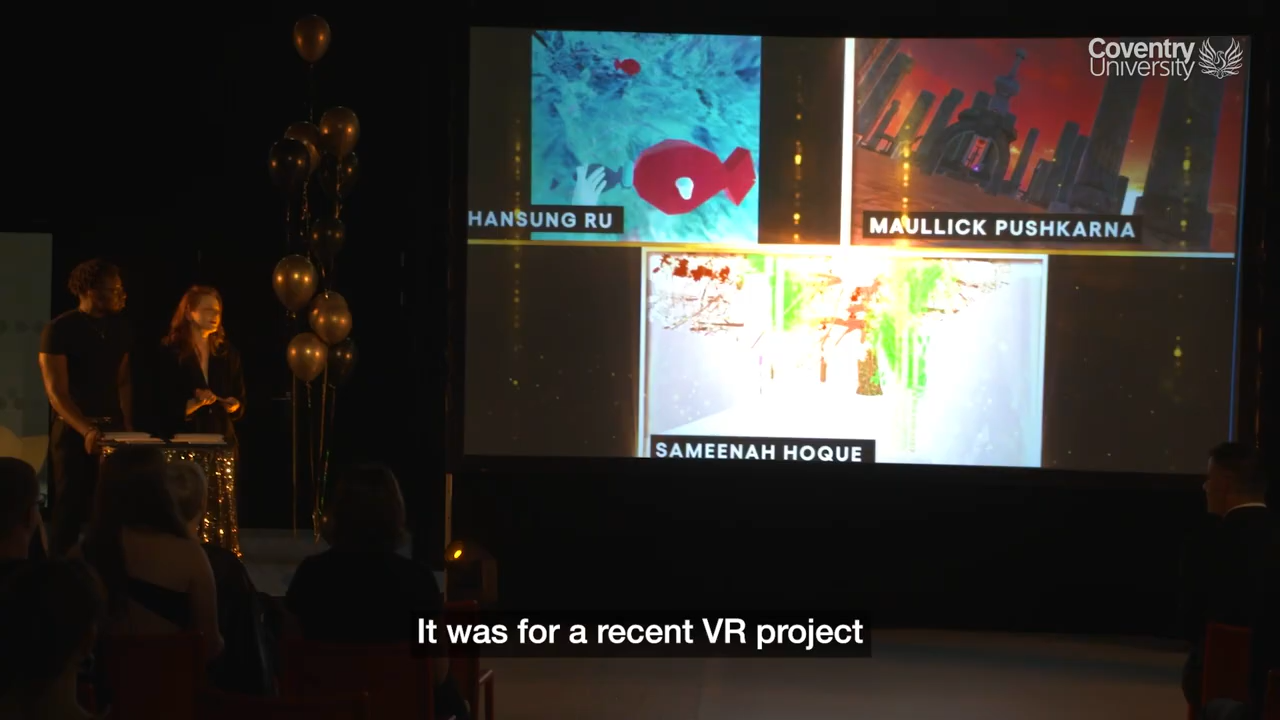 Coventry
University
HANSUNG RU
MAULLICK PUSHKARNA
SAMEENAH HOQUE
It was for a recent VR project